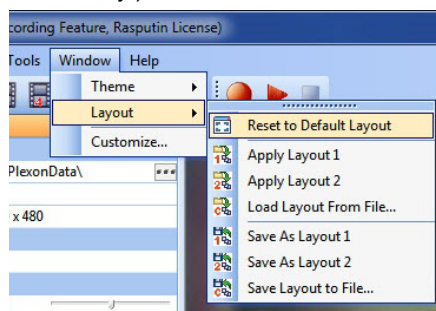 cording Feature, Rasputin License)
Tools Window Help
Theme
Layout
Customize...
Reset to Default Layout
Apply Layout 1
Apply Layout 2
Load Layout From File...
Save As Layout 1
Save As Layout 2
Save Layout to File...
PlexonData\ ...
x 480